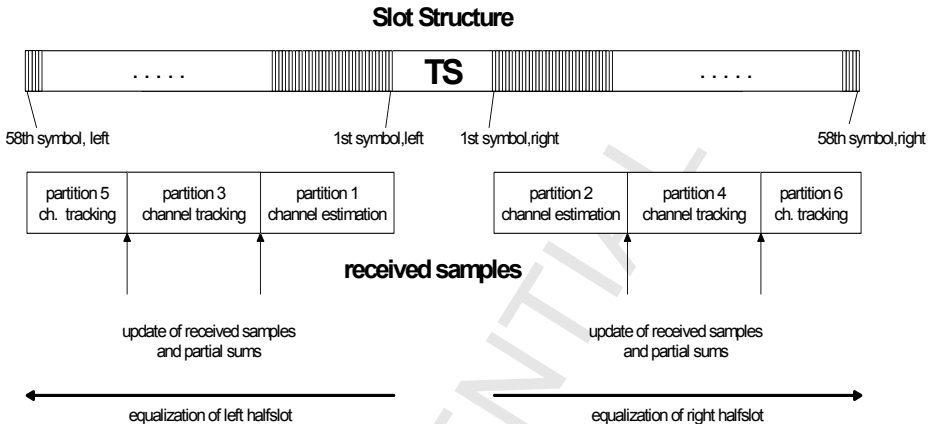 Slot Structure
. . . . .
TS
. . . . .
58th symbol, left
1st symbol,left
1st symbol,right
58th symbol,right
partition 5
ch. tracking
partition 3
channel tracking
partition 1
channel estimation
partition 2
channel estimation
partition 4
channel tracking
partition 6
ch. tracking
received samples
update of received samples
and partial sums
update of received samples
and partial sums
equalization of left halfslot
equalization of right halfslot
ENTIAL